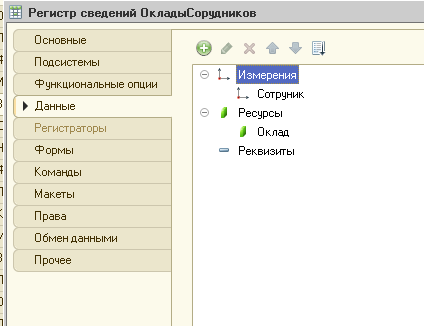 Регистр сведений ОкладыСорудников
Основные
Подсистемы
Функциональные опции
Данные
Регистраторы
Формы
Команды
Макеты
Права
Обмен данными
Прочее
Измерения
Сотруник
Ресурсы
Оклад
Реквизиты